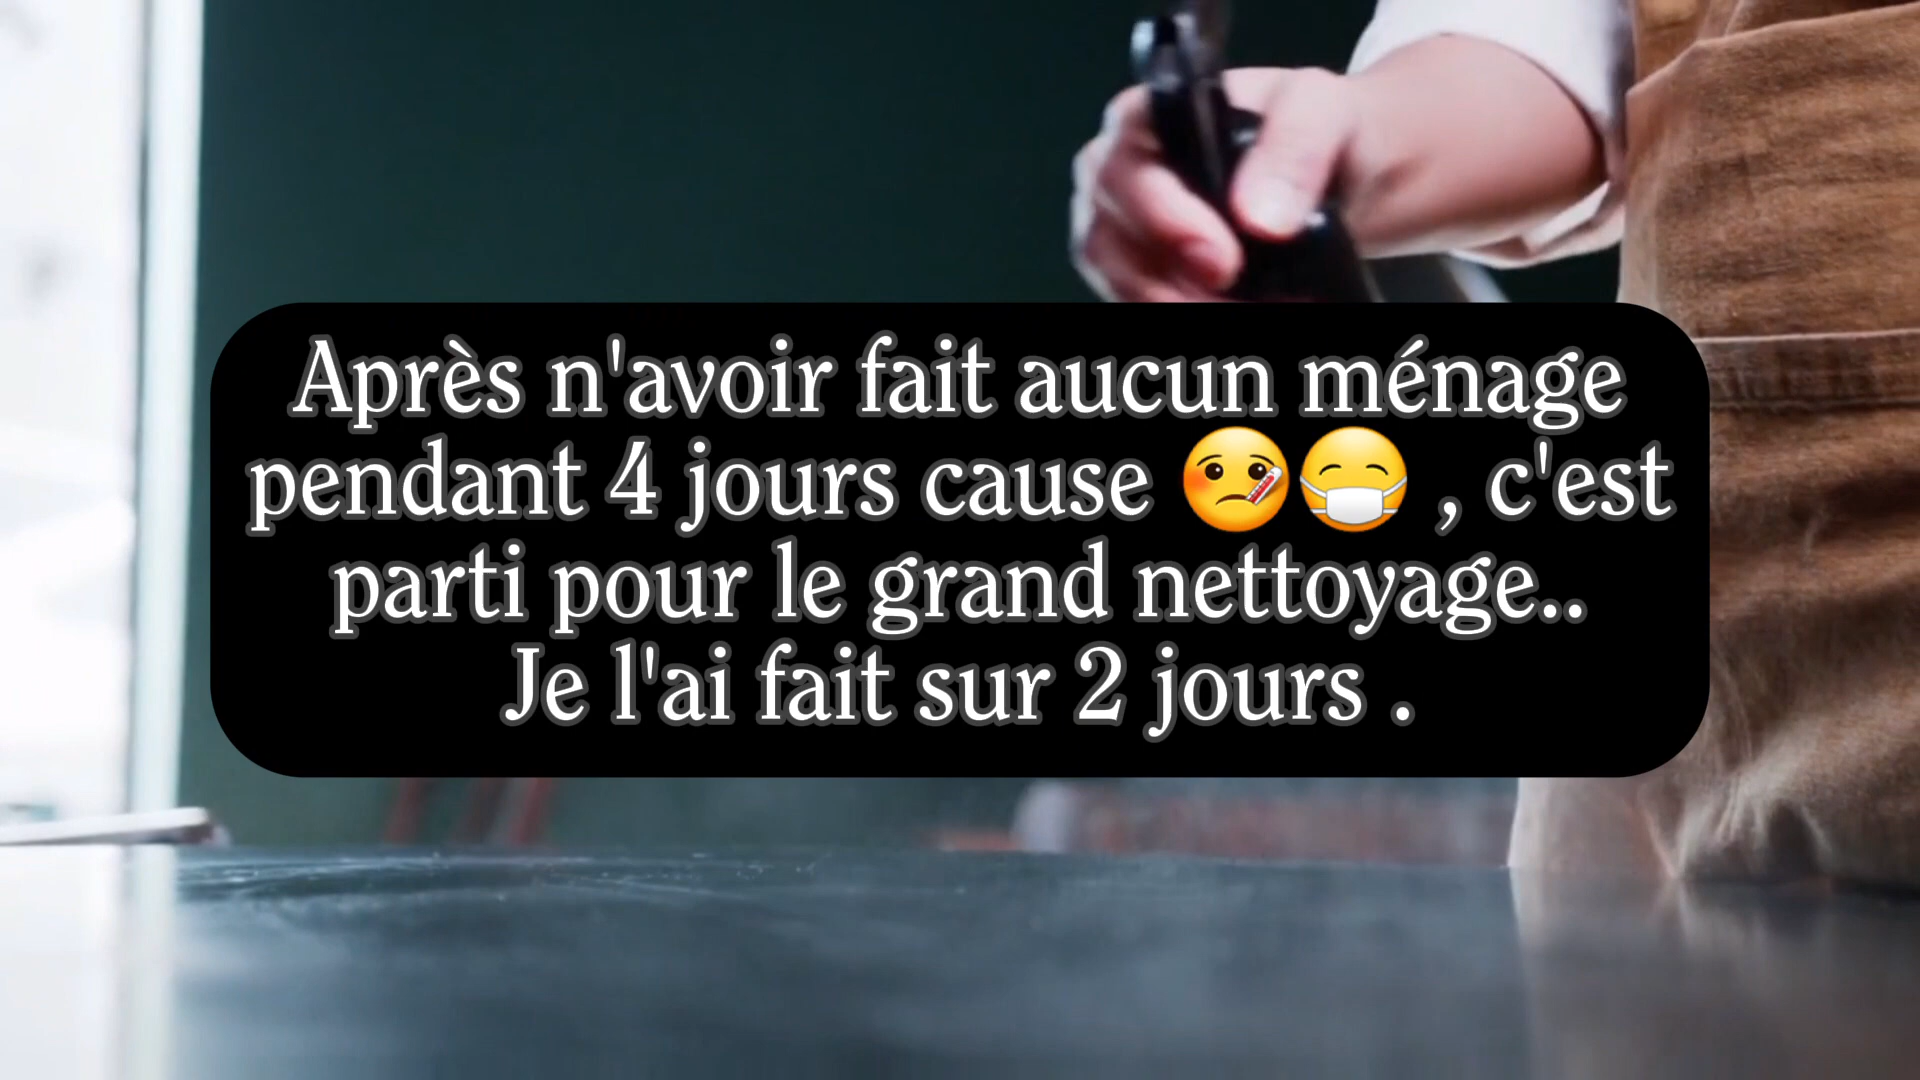 Après n'avoir fait aucun ménage
pendant 4 jours cause 🤒😷 , c'est
parti pour le grand nettoyage..
Je l'ai fait sur 2 jours .